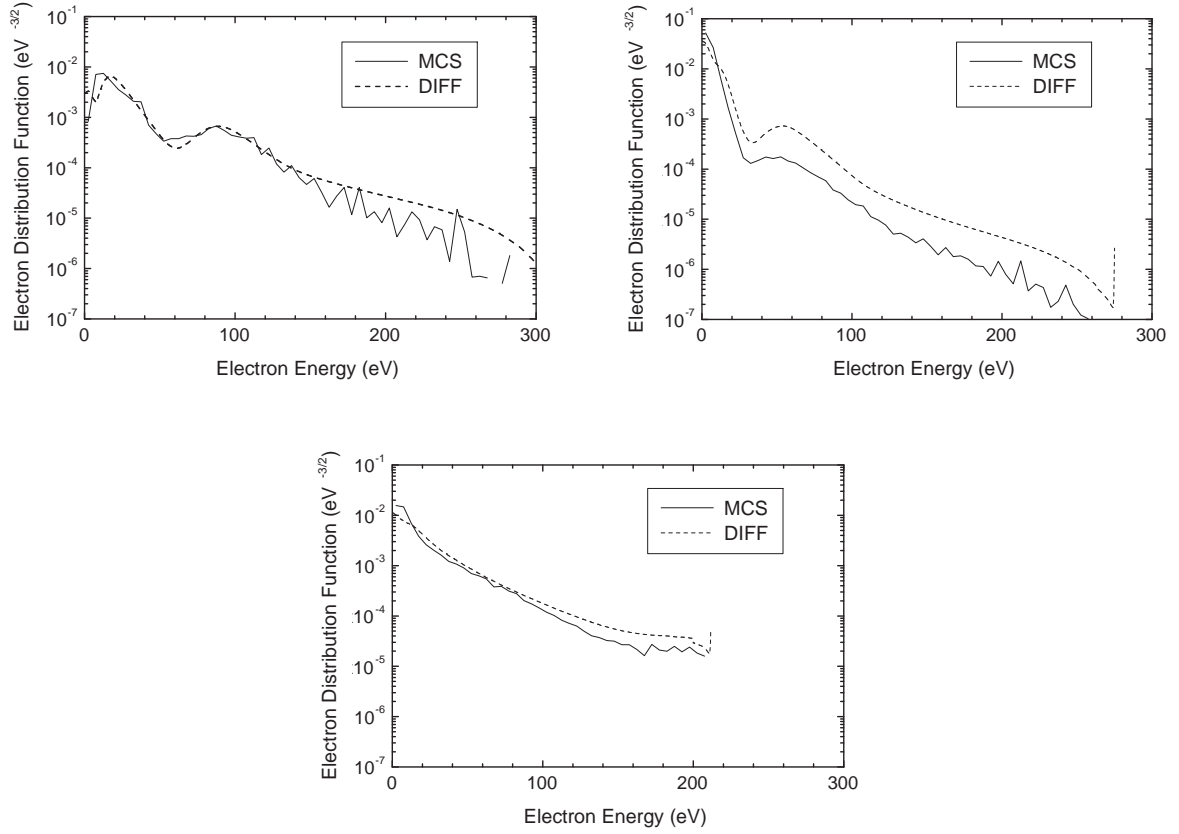 Electron Distribution Function (eV -3/2)
10-1
10-2
10-3
10-4
10-5
10-6
10-7
MCS
DIFF
0 100 200 300
Electron Energy (eV)
Electron Distribution Function (eV -3/2)
10-1
10-2
10-3
10-4
10-5
10-6
10-7
MCS
DIFF
0 100 200 300
Electron Energy (eV)
Electron Distribution Function (eV -3/2)
10-1
10-2
10-3
10-4
10-5
10-6
10-7
MCS
DIFF
0 100 200 300
Electron Energy (eV)